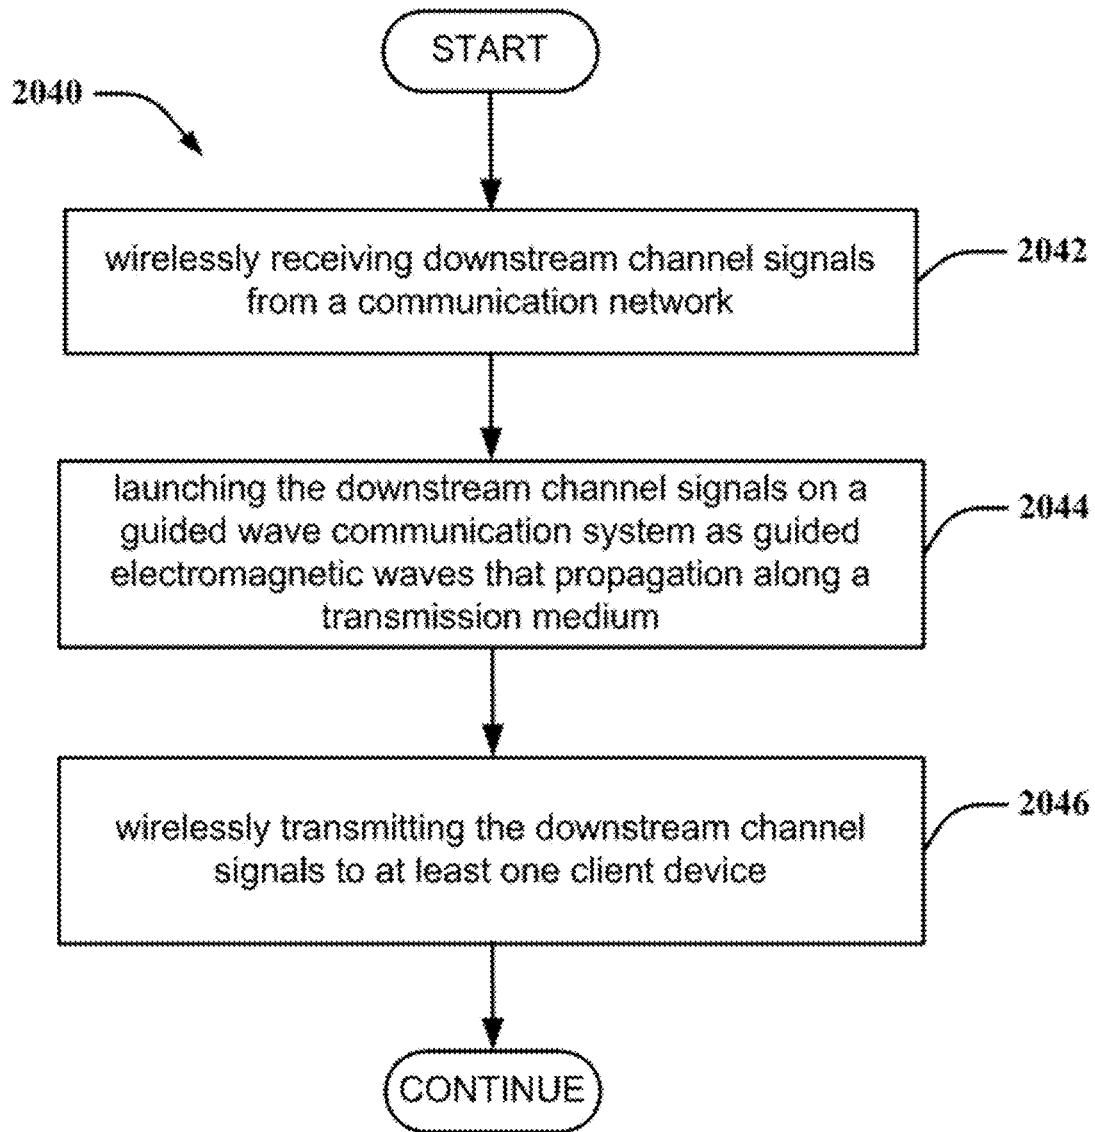 START
2040
wirelessly receiving downstream channel signals
from a communication network
2042
launching the downstream channel signals on a
guided wave communication system as guided
electromagnetic waves that propagation along a
transmission medium
2044
wirelessly transmitting the downstream channel
signals to at least one client device
2046
CONTINUE